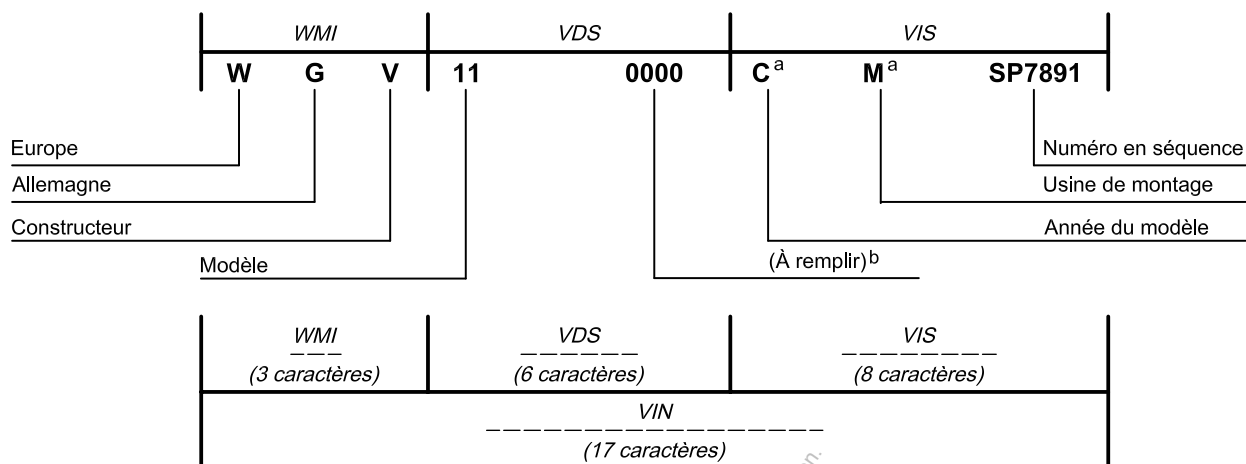 WMI VDS VIS
W G V 11 0000 Cᵃ Mᵃ SP7891
Europe Numéro en séquence
Allemagne Usine de montage
Constructeur Année du modèle
Modèle (À remplir)ᵇ
WMI VDS VIS
(3 caractères) (6 caractères) (8 caractères)
VIN
(17 caractères)